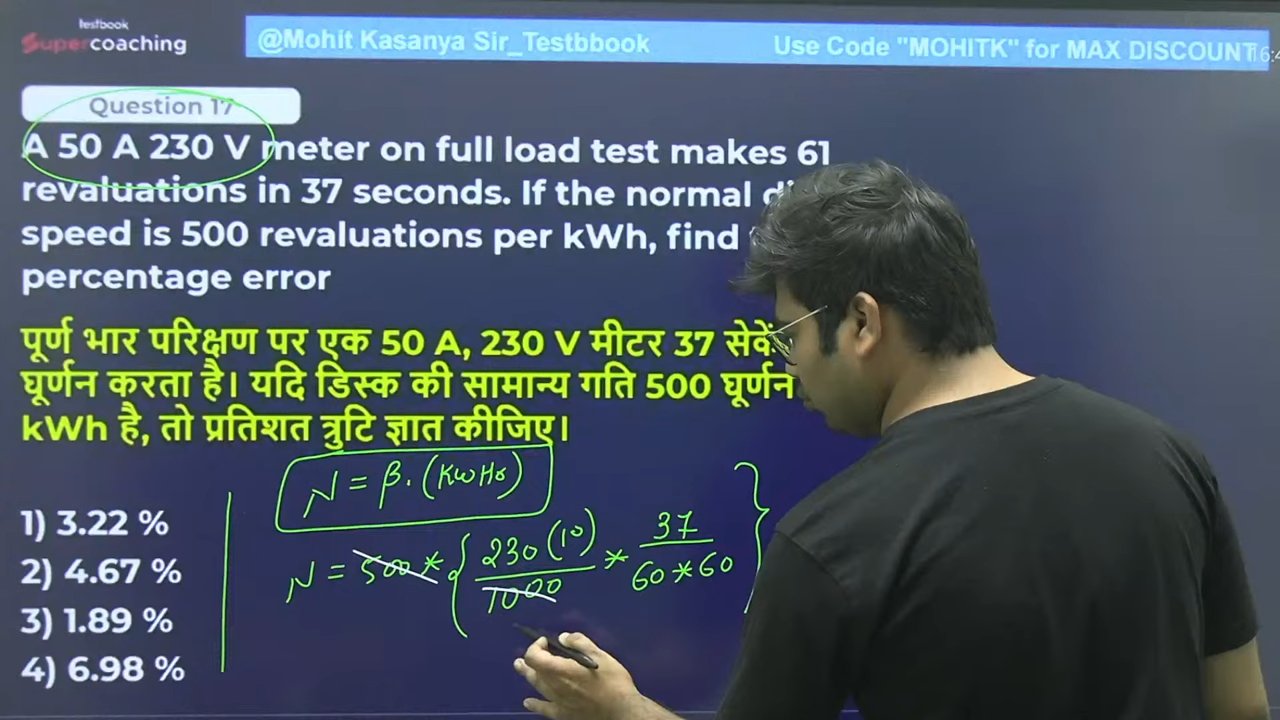 testbook
Supercoaching
@Mohit Kasanya Sir_Testbbook
Use Code "MOHITK" for MAX DISCOUNT
Question 17
A 50 A 230 V meter on full load test makes 61
revaluations in 37 seconds. If the normal
speed is 500 revaluations per kWh, find
percentage error
पूर्ण भार परिक्षण पर एक 50 A, 230 V मीटर 37
घूर्णन करता है। यदि डिस्क की सामान्य गति 500 घूर्णन
kWh है, तो प्रतिशत त्रुटि ज्ञात कीजिए।
N = β. (KWHr)
N = 500 * { 230 (10) / 1000 * 37 / 60 * 60 }
1) 3.22 %
2) 4.67 %
3) 1.89 %
4) 6.98 %